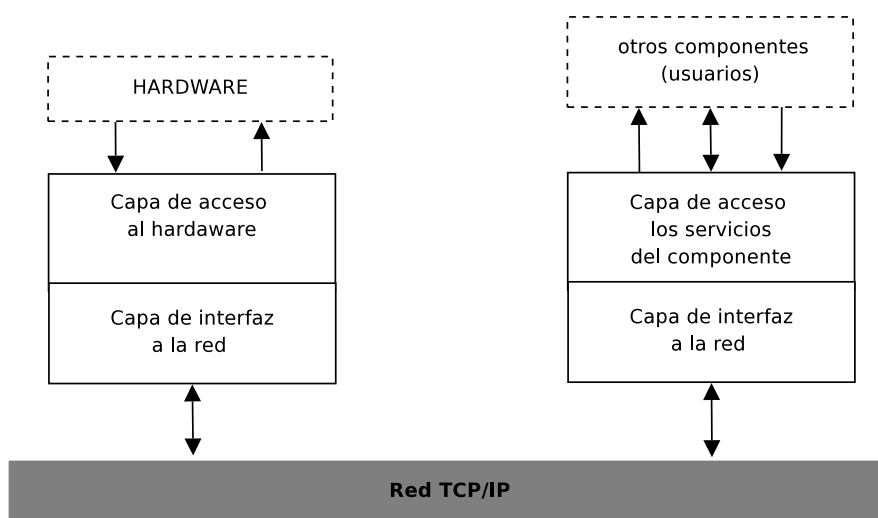 HARDWARE
Capa de acceso
al hardaware
Capa de interfaz
a la red
otros componentes
(usuarios)
Capa de acceso
los servicios
del componente
Capa de interfaz
a la red
Red TCP/IP